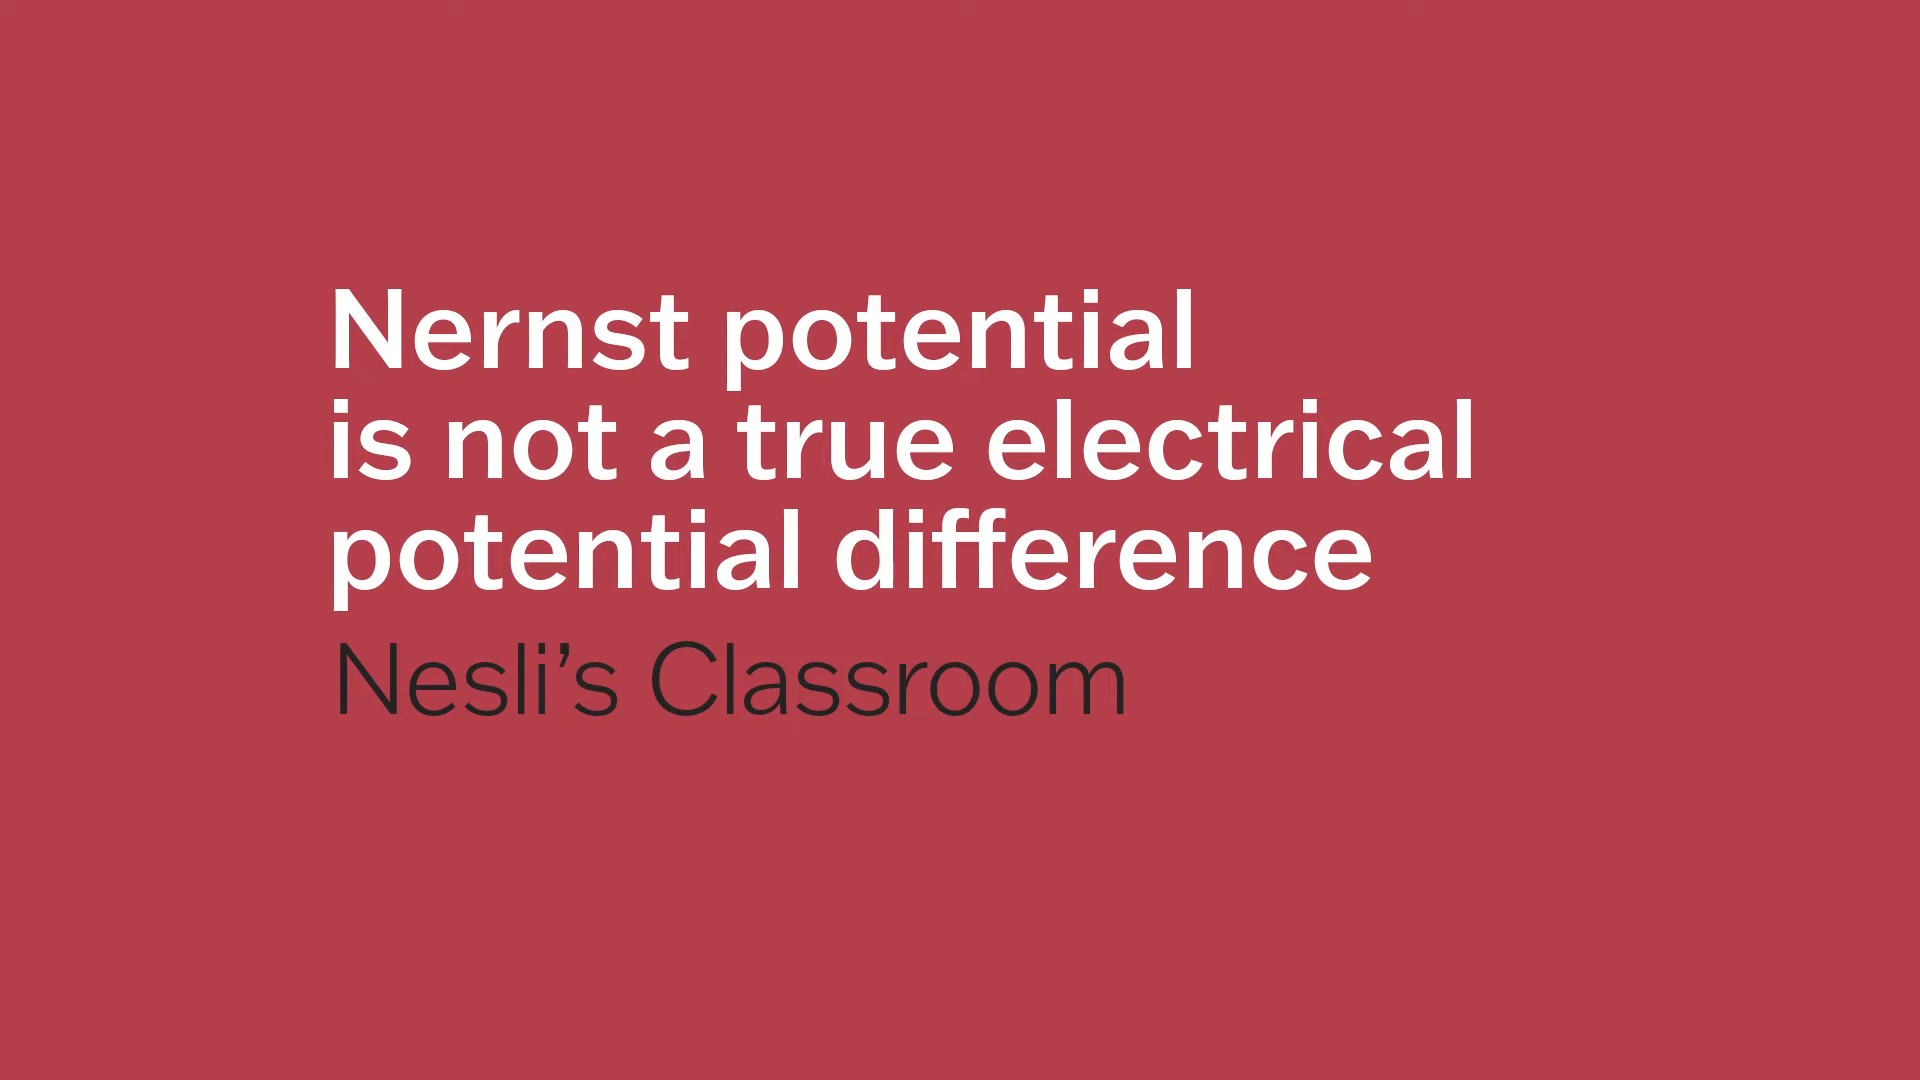 Nernst potential
is not a true electrical
potential difference
Nesli’s Classroom